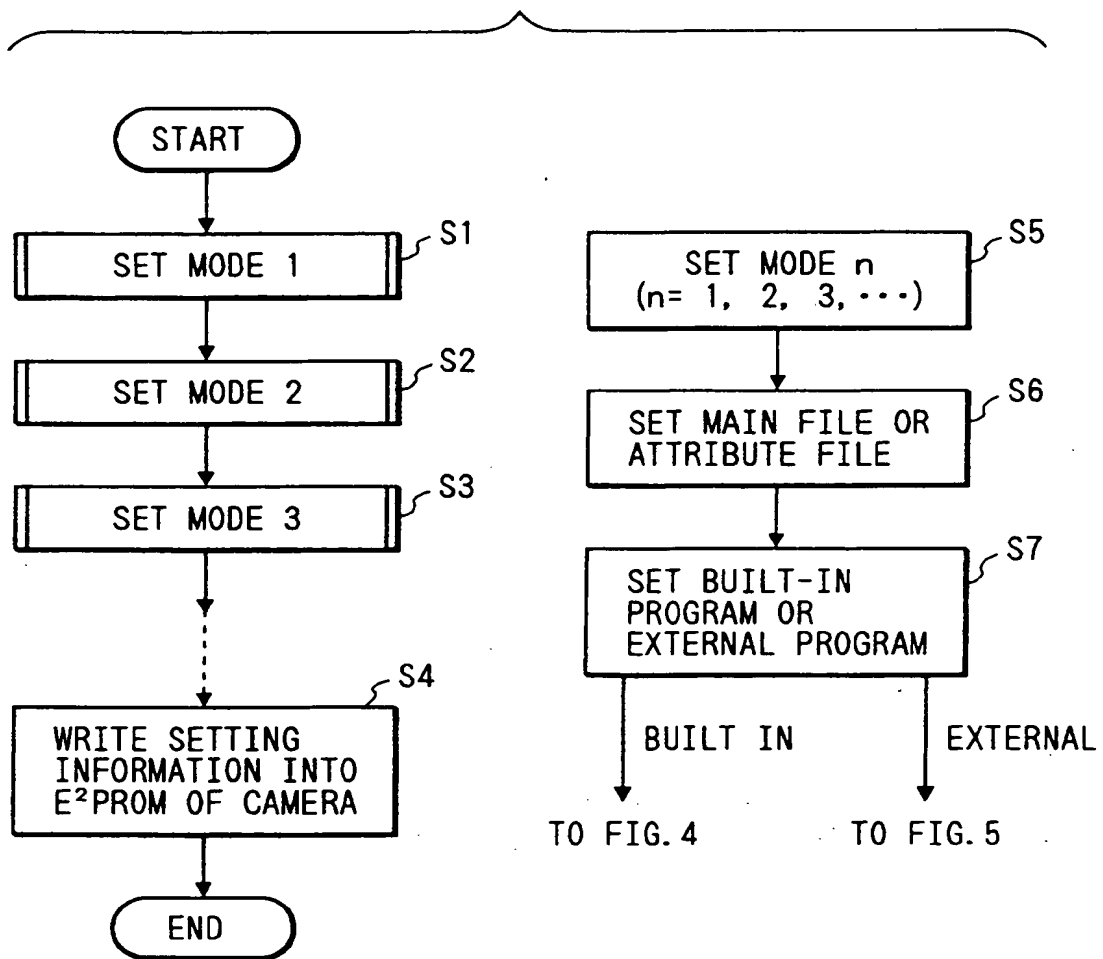 START
S1
SET MODE 1
S2
SET MODE 2
S3
SET MODE 3
S4
WRITE SETTING
INFORMATION INTO
E²PROM OF CAMERA
END
S5
SET MODE n
(n= 1, 2, 3, ···)
S6
SET MAIN FILE OR
ATTRIBUTE FILE
S7
SET BUILT-IN
PROGRAM OR
EXTERNAL PROGRAM
BUILT IN
EXTERNAL
TO FIG. 4
TO FIG. 5